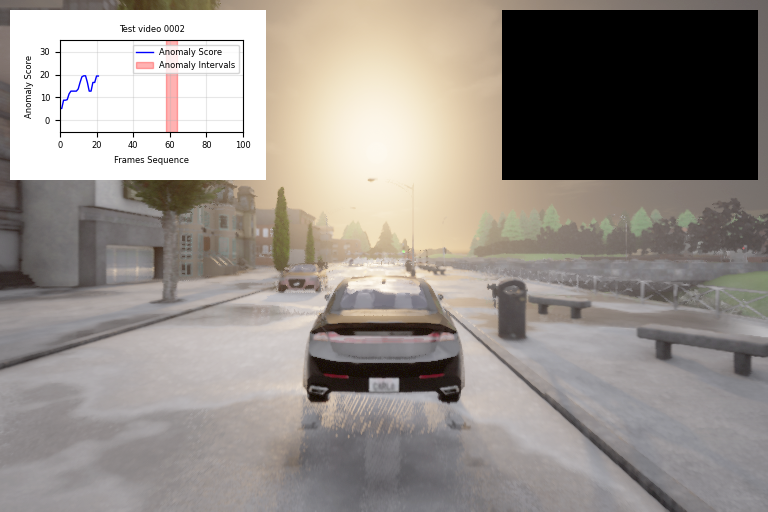 Test video 0002
Anomaly Score
Anomaly Intervals
Anomaly Score
30
20
10
0
0 20 40 60 80 100
Frames Sequence